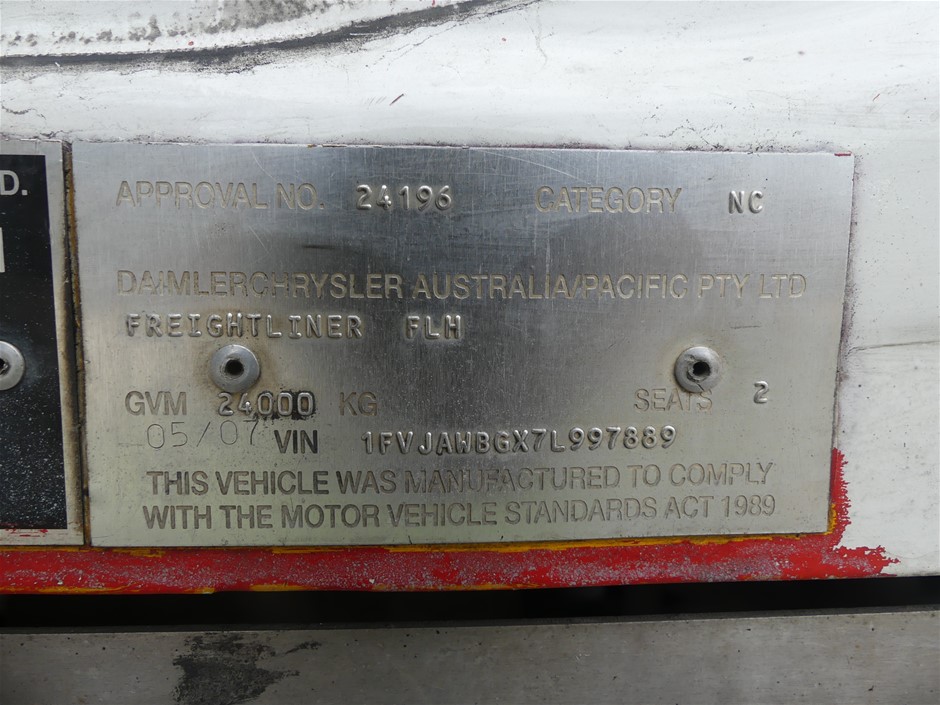 D.
APPROVAL NO. 24196 CATEGORY NC
DAIMLERCHRYSLER AUSTRALIA/PACIFIC PTY LTD
FREIGHTLINER FLH
GVM 24000 KG SEATS 2
05/07 VIN 1FVJAWBGX7L997889
THIS VEHICLE WAS MANUFACTURED TO COMPLY
WITH THE MOTOR VEHICLE STANDARDS ACT 1989